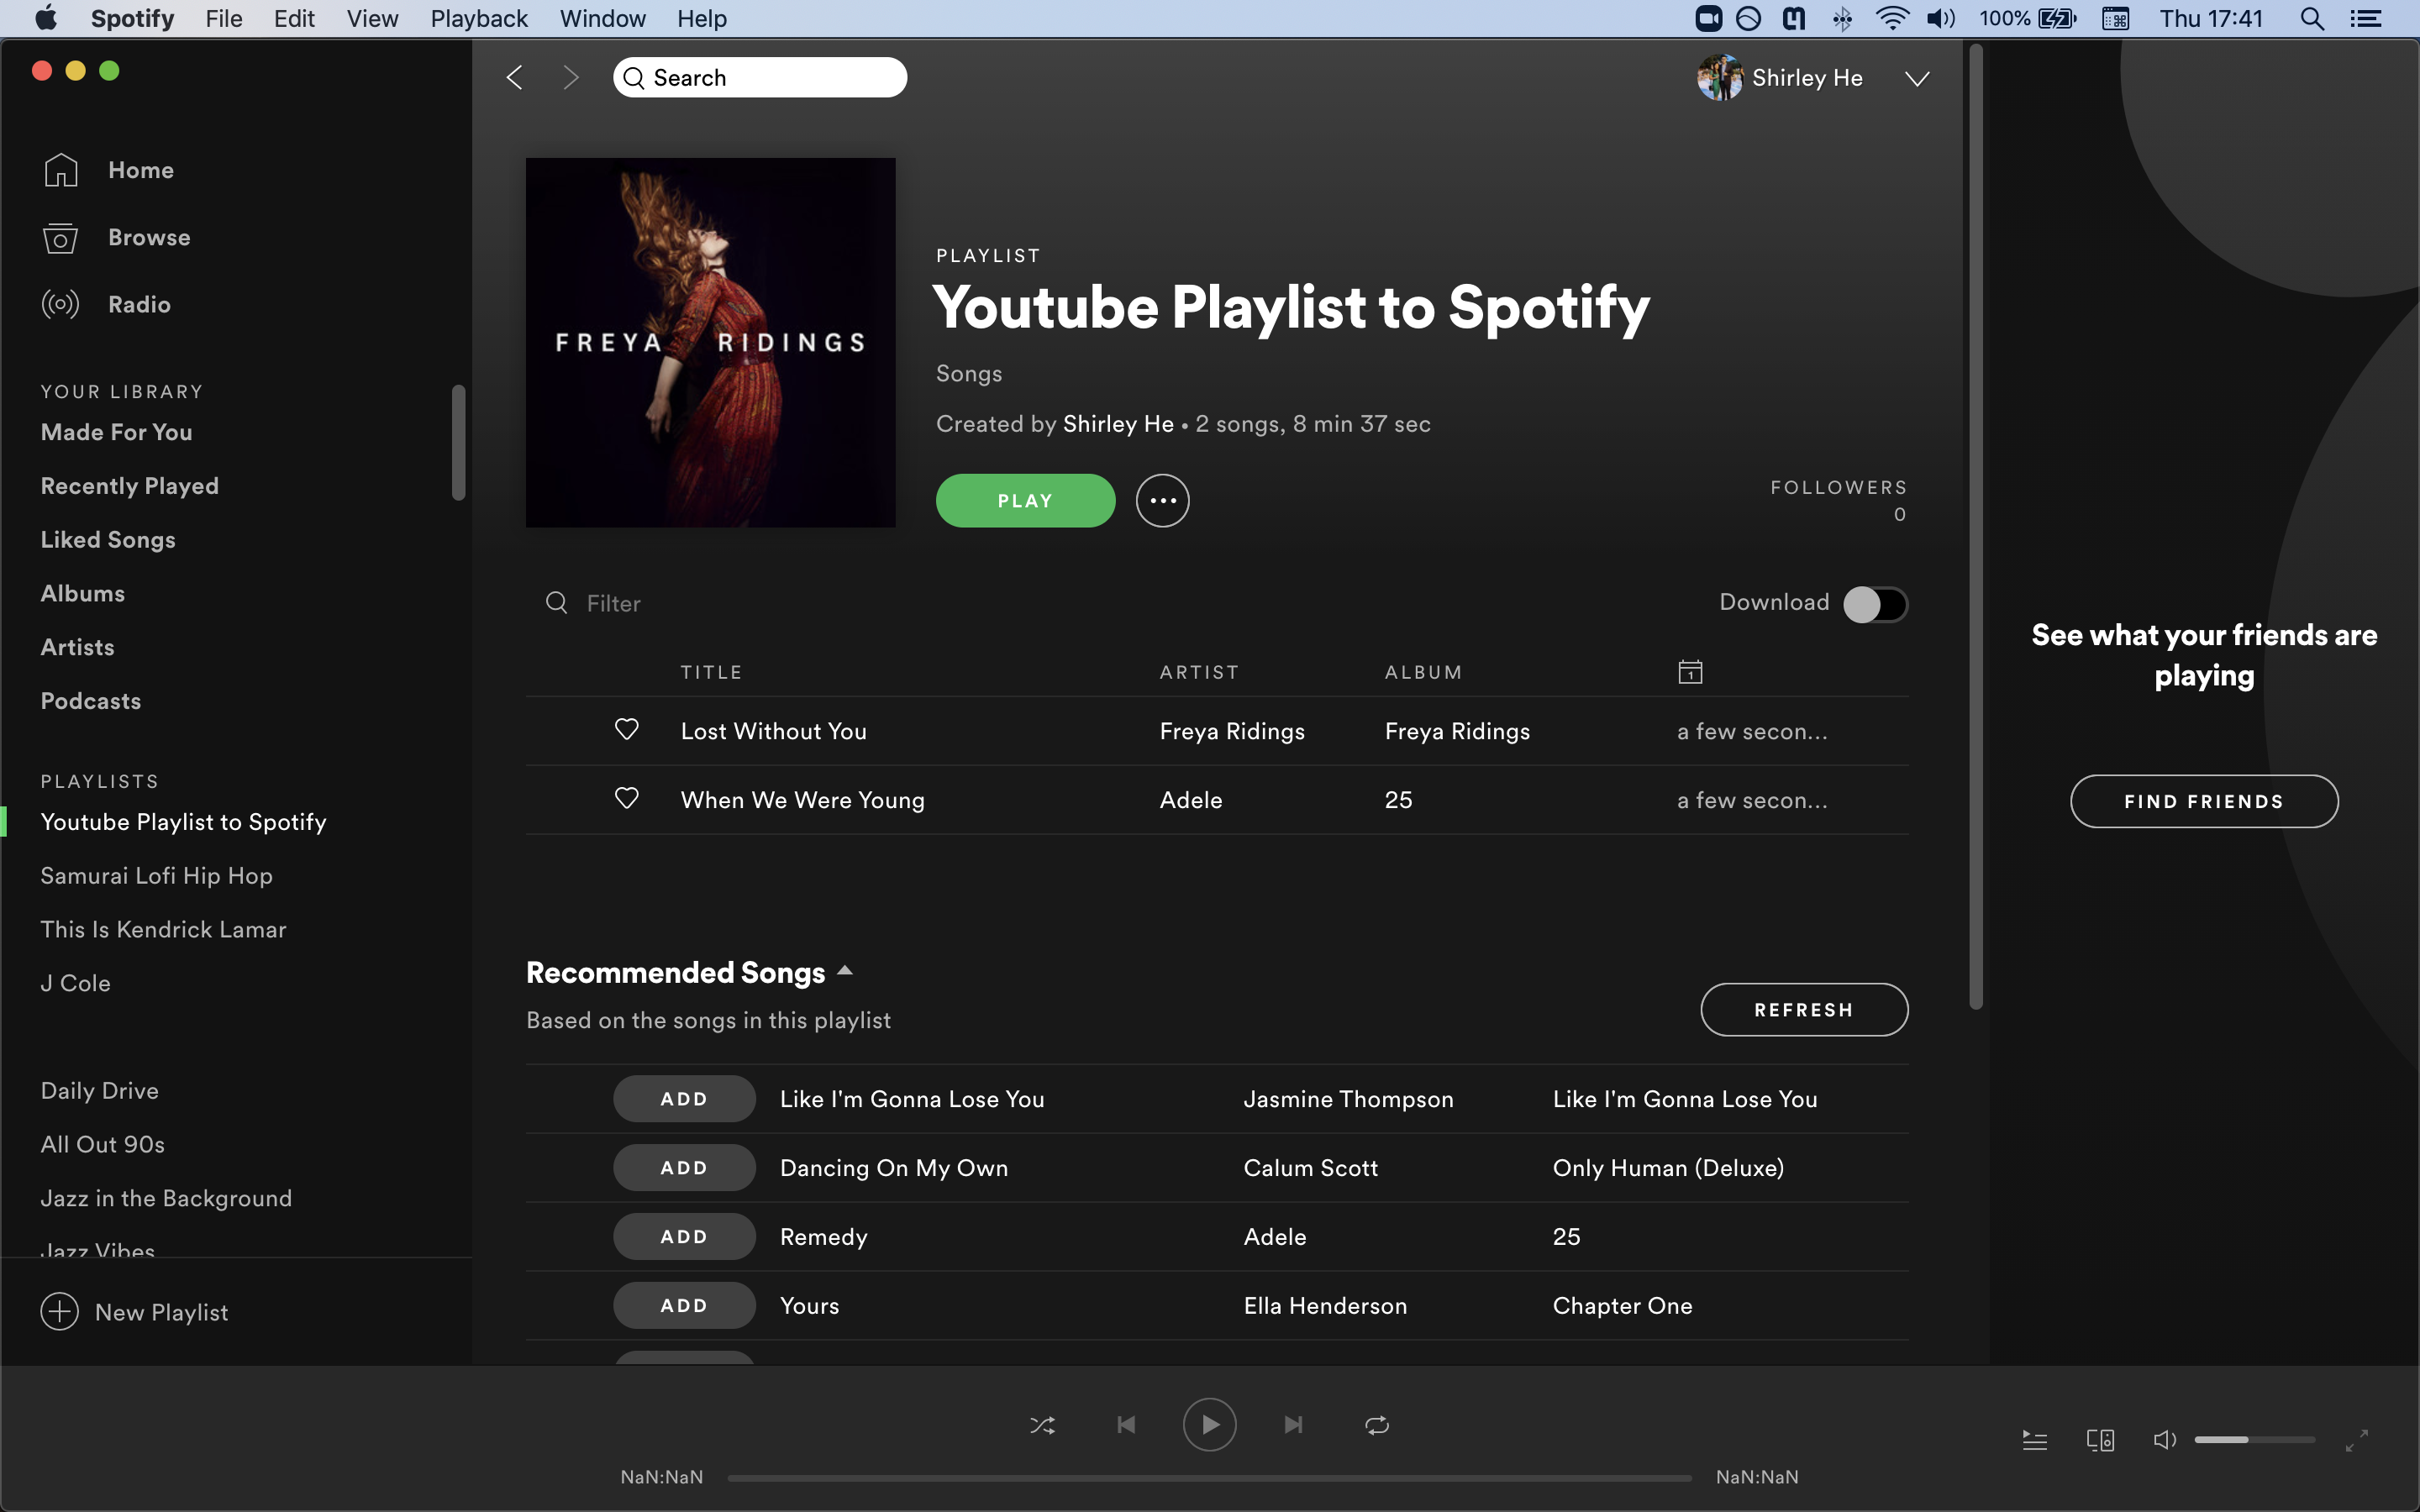 Spotify File Edit View Playback Window Help 100% Thu 17:41
Search
Shirley He
Home
Browse
Radio
YOUR LIBRARY
Made For You
Recently Played
Liked Songs
Albums
Artists
Podcasts
PLAYLISTS
Youtube Playlist to Spotify
Samurai Lofi Hip Hop
This Is Kendrick Lamar
J Cole
Daily Drive
All Out 90s
Jazz in the Background
Jazz Vibes
New Playlist
FREYA RIDINGS
PLAYLIST
Youtube Playlist to Spotify
Songs
Created by Shirley He • 2 songs, 8 min 37 sec
PLAY
FOLLOWERS
0
Filter
Download
TITLE ARTIST ALBUM 1
Lost Without You Freya Ridings Freya Ridings a few secon...
When We Were Young Adele 25 a few secon...
Recommended Songs
Based on the songs in this playlist
REFRESH
ADD Like I'm Gonna Lose You Jasmine Thompson Like I'm Gonna Lose You
ADD Dancing On My Own Calum Scott Only Human (Deluxe)
ADD Remedy Adele 25
ADD Yours Ella Henderson Chapter One
See what your friends are
playing
FIND FRIENDS
NaN:NaN NaN:NaN